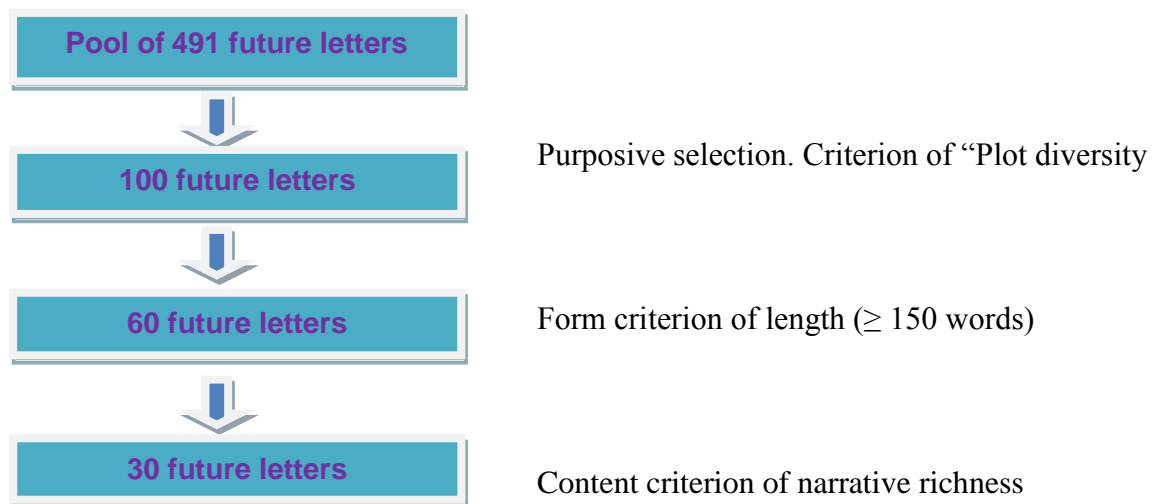 Pool of 491 future letters
100 future letters
Purposive selection. Criterion of “Plot diversity
60 future letters
Form criterion of length (≥ 150 words)
30 future letters
Content criterion of narrative richness